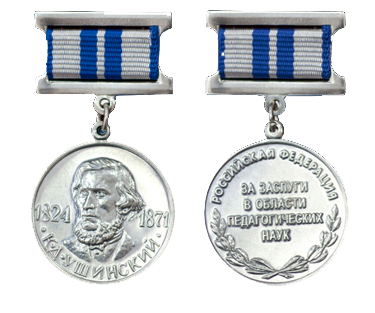 1824 1871
К·Д·УШИНСКИЙ
РОССИЙСКАЯ ФЕДЕРАЦИЯ
ЗА ЗАСЛУГИ
В ОБЛАСТИ
ПЕДАГОГИЧЕСКИХ
НАУК